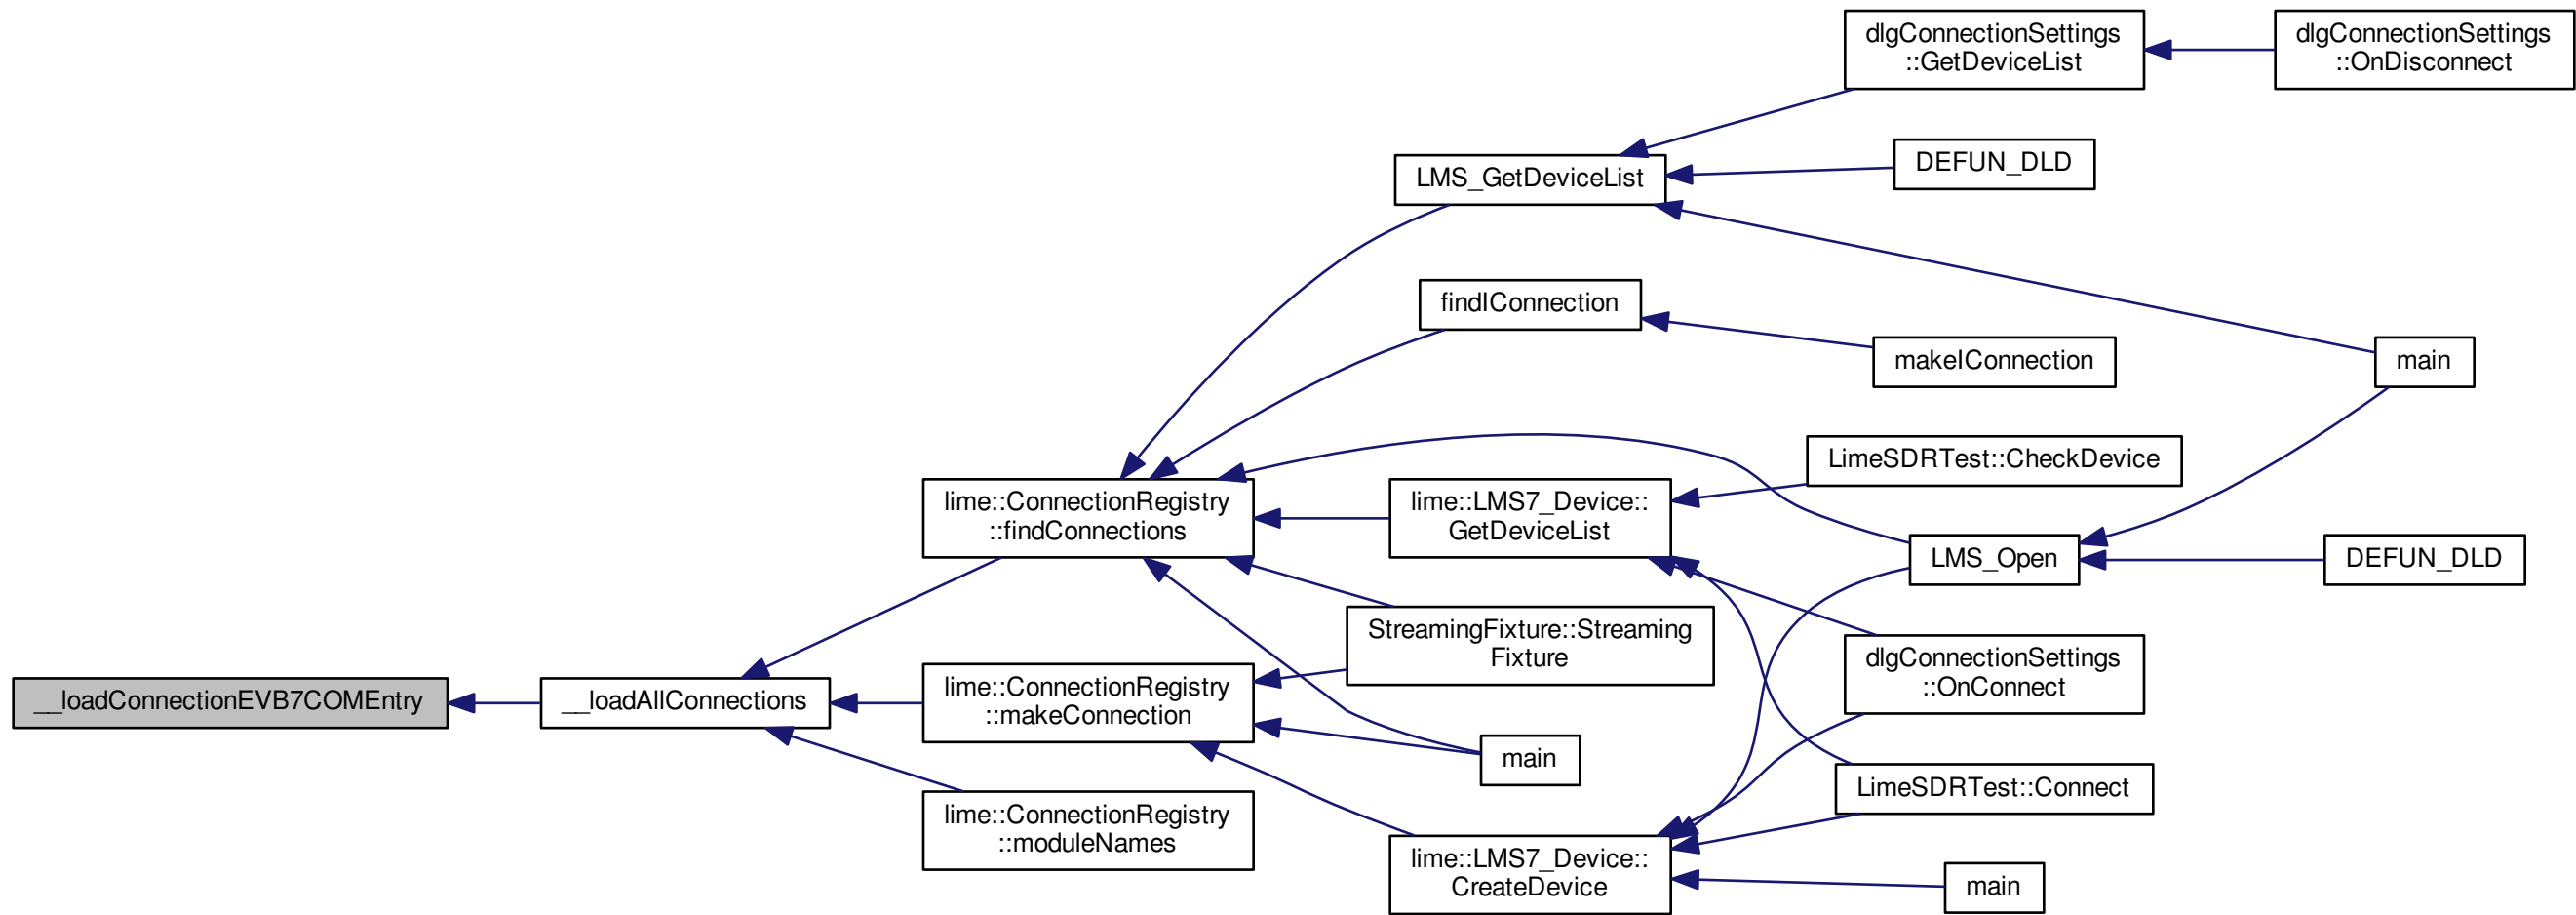 dlgConnectionSettings
::GetDeviceList
dlgConnectionSettings
::OnDisconnect
LMS_GetDeviceList
DEFUN_DLD
findIConnection
makeIConnection
main
lime::ConnectionRegistry
::findConnections
lime::LMS7_Device::
GetDeviceList
LimeSDRTest::CheckDevice
LMS_Open
DEFUN_DLD
StreamingFixture::Streaming
Fixture
dlgConnectionSettings
::OnConnect
__loadConnectionEVB7COMEntry
__loadAllConnections
lime::ConnectionRegistry
::makeConnection
main
LimeSDRTest::Connect
lime::ConnectionRegistry
::moduleNames
lime::LMS7_Device::
CreateDevice
main